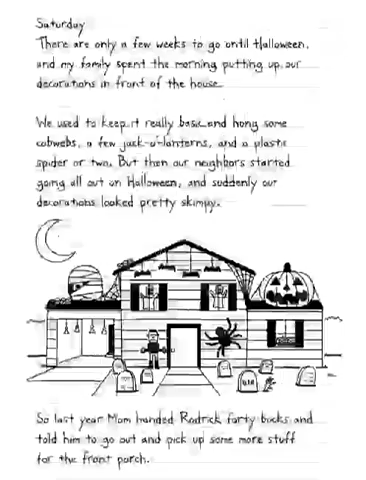 Saturday
There are only a few weeks to go until Halloween,
and my family spent the morning putting up our
decorations in front of the house.
We used to keep it really basic and hang some
cobwebs, a few jack-o'-lanterns, and a plastic
spider or two. But then our neighbors started
going all out on Halloween, and suddenly our
decorations looked pretty skimpy.
RIP
So last year Mom handed Rodrick forty bucks and
told him to go out and pick up some more stuff
for the front porch.